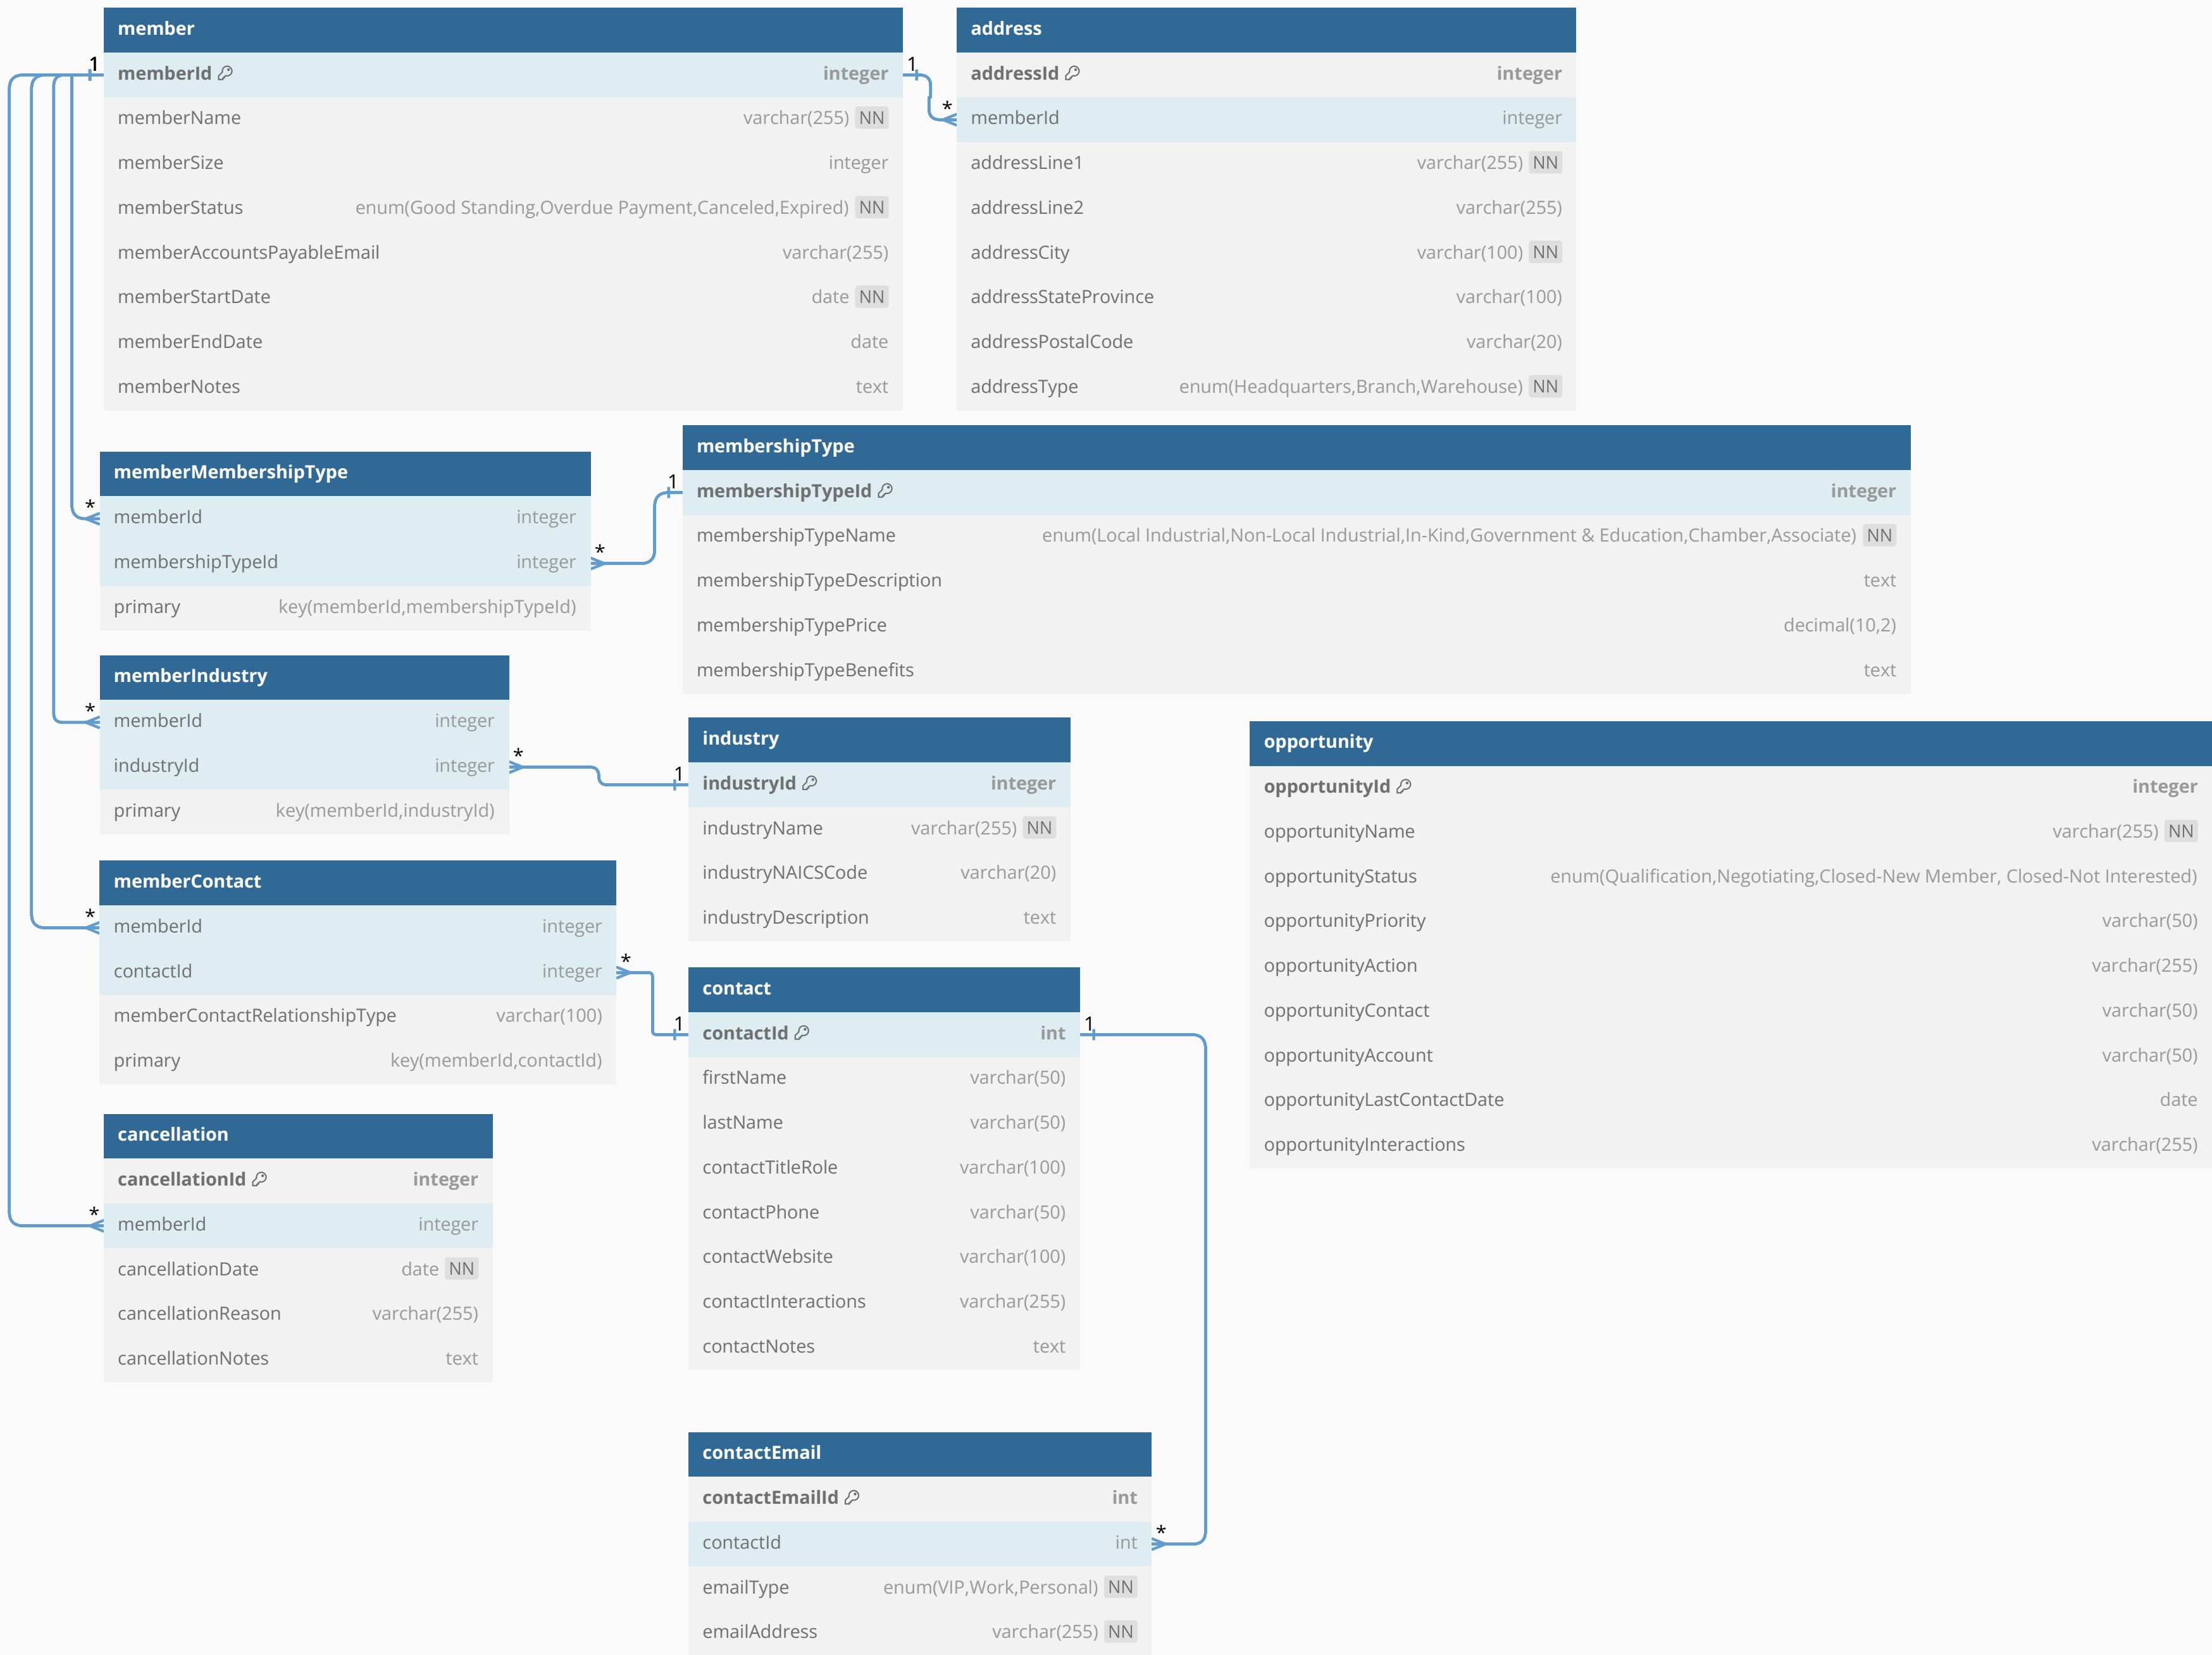 member
1 memberId integer 1
memberName varchar(255) NN
memberSize integer
memberStatus enum(Good Standing,Overdue Payment,Canceled,Expired) NN
memberAccountsPayableEmail varchar(255)
memberStartDate date NN
memberEndDate date
memberNotes text
address
addressId integer
* memberId integer
addressLine1 varchar(255) NN
addressLine2 varchar(255)
addressCity varchar(100) NN
addressStateProvince varchar(100)
addressPostalCode varchar(20)
addressType enum(Headquarters,Branch,Warehouse) NN
memberMembershipType
* memberId integer
membershipTypeId integer *
primary key(memberId,membershipTypeId)
membershipType
1 membershipTypeId integer
membershipTypeName enum(Local Industrial,Non-Local Industrial,In-Kind,Government & Education,Chamber,Associate) NN
membershipTypeDescription text
membershipTypePrice decimal(10,2)
membershipTypeBenefits text
memberIndustry
* memberId integer
industryId integer *
primary key(memberId,industryId)
industry
1 industryId integer
industryName varchar(255) NN
industryNAICSCode varchar(20)
industryDescription text
opportunity
opportunityId integer
opportunityName varchar(255) NN
opportunityStatus enum(Qualification,Negotiating,Closed-New Member, Closed-Not Interested)
opportunityPriority varchar(50)
opportunityAction varchar(255)
opportunityContact varchar(50)
opportunityAccount varchar(50)
opportunityLastContactDate date
opportunityInteractions varchar(255)
memberContact
* memberId integer
contactId integer *
memberContactRelationshipType varchar(100)
primary key(memberId,contactId)
contact
1 contactId int 1
firstName varchar(50)
lastName varchar(50)
contactTitleRole varchar(100)
contactPhone varchar(50)
contactWebsite varchar(100)
contactInteractions varchar(255)
contactNotes text
cancellation
cancellationId integer
* memberId integer
cancellationDate date NN
cancellationReason varchar(255)
cancellationNotes text
contactEmail
contactEmailId int
contactId int *
emailType enum(VIP,Work,Personal) NN
emailAddress varchar(255) NN